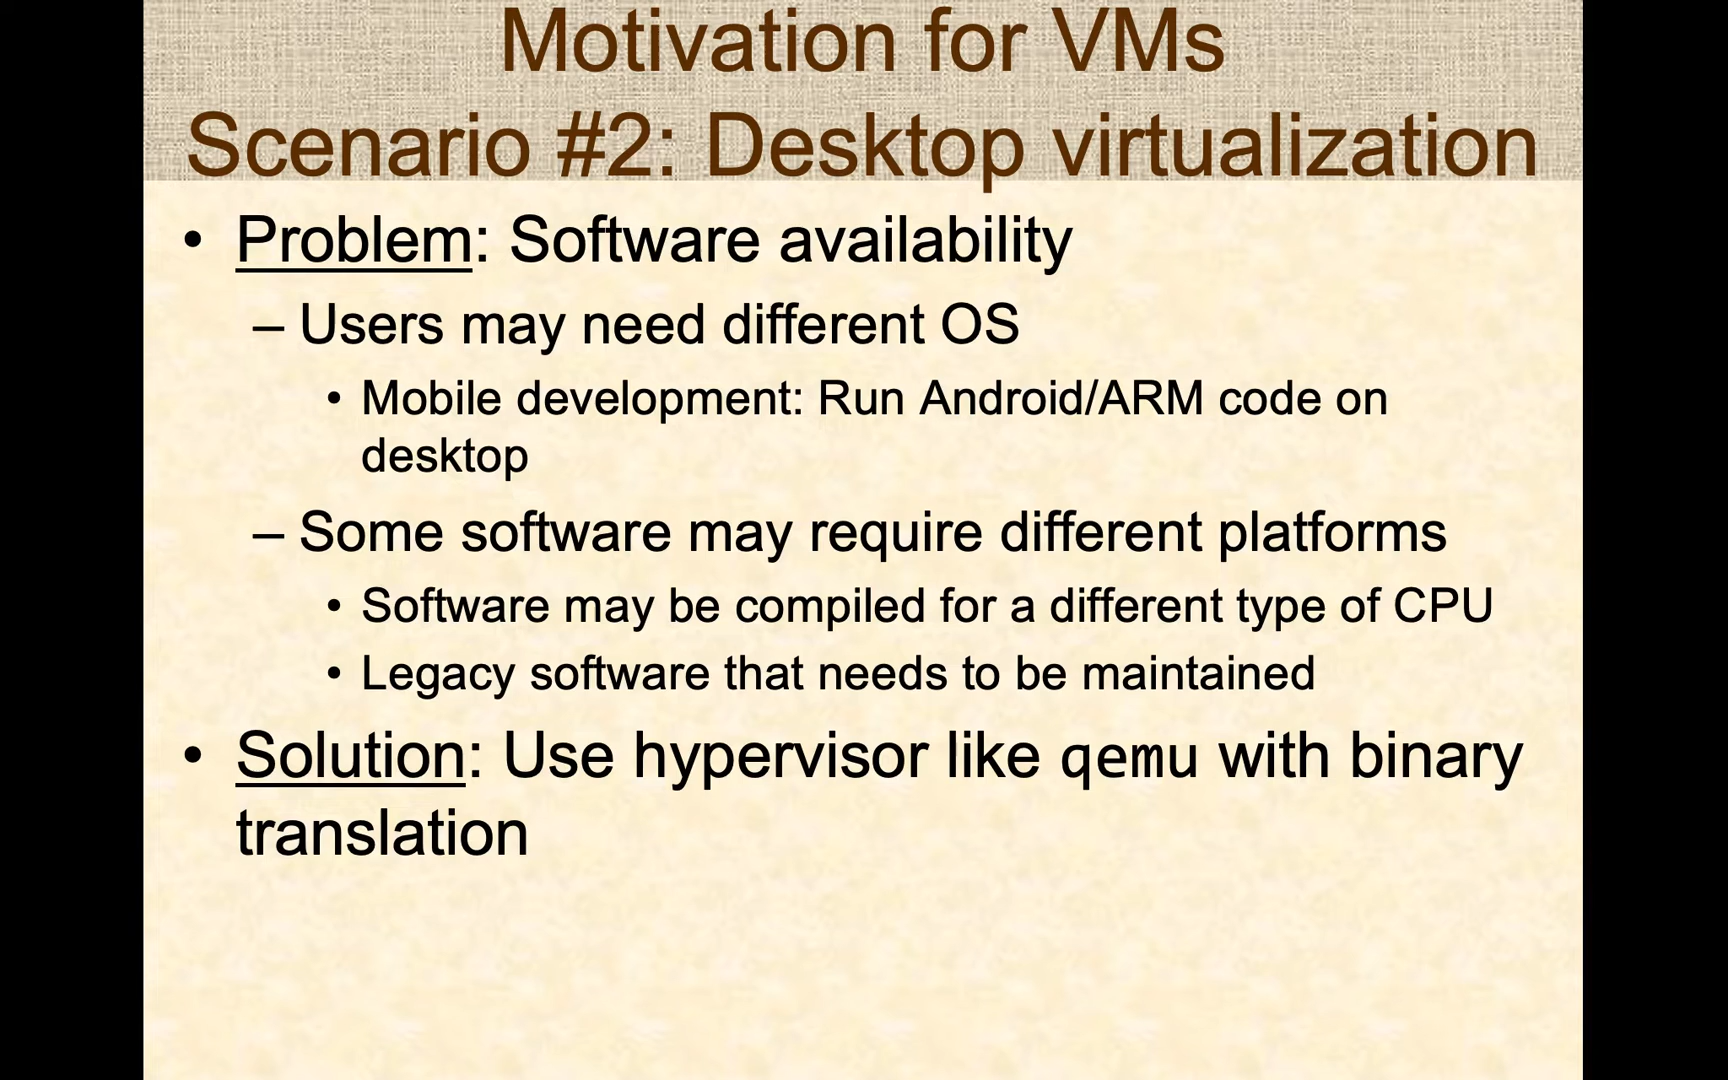 Motivation for VMs
Scenario #2: Desktop virtualization
• Problem: Software availability
– Users may need different OS
• Mobile development: Run Android/ARM code on
desktop
– Some software may require different platforms
• Software may be compiled for a different type of CPU
• Legacy software that needs to be maintained
• Solution: Use hypervisor like qemu with binary
translation